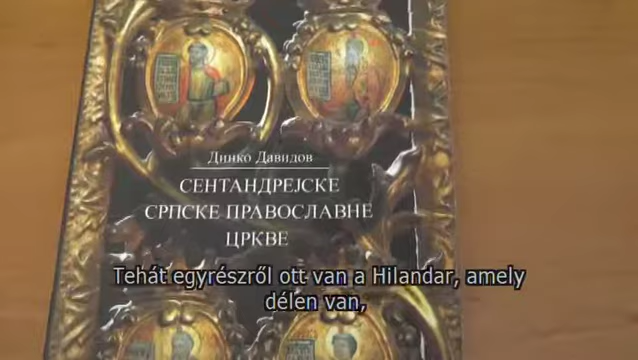 Динко Давидов
СЕНТАНДРЕЈСКЕ
СРПСКЕ ПРАВОСЛАВНЕ
ЦРКВЕ
Tehát egyrészről ott van a Hilandar, amely
délen van,